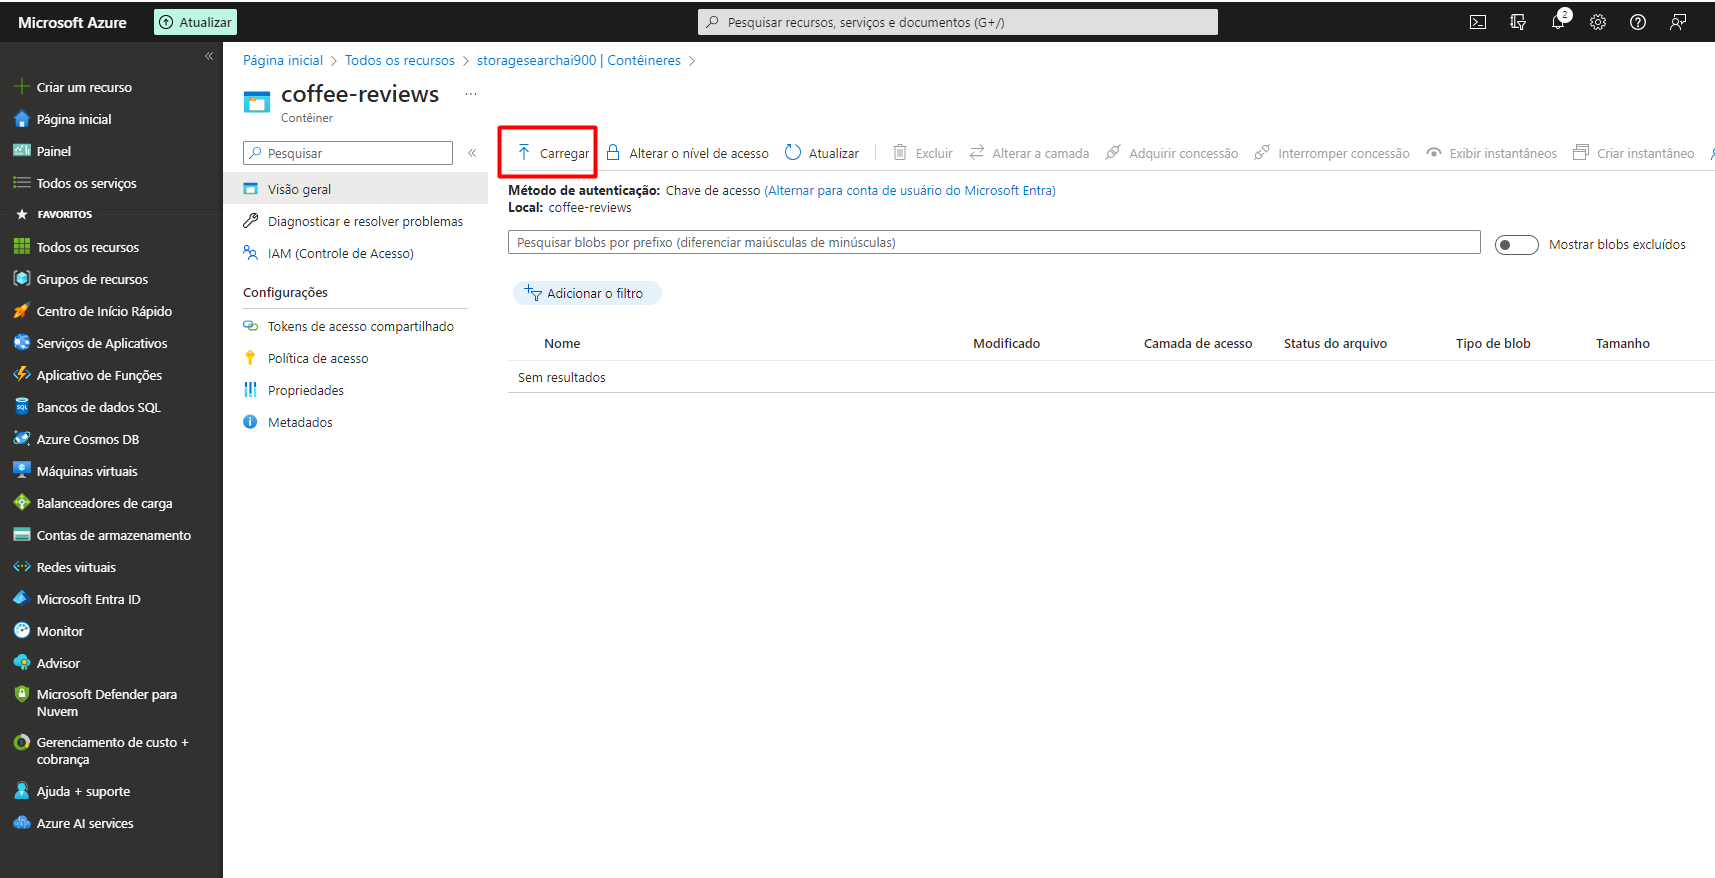 Microsoft Azure
Atualizar
Pesquisar recursos, serviços e documentos (G+/)
2
«
Criar um recurso
Página inicial
Painel
Todos os serviços
FAVORITOS
Todos os recursos
Grupos de recursos
Centro de Início Rápido
Serviços de Aplicativos
Aplicativo de Funções
Bancos de dados SQL
Azure Cosmos DB
Máquinas virtuais
Balanceadores de carga
Contas de armazenamento
Redes virtuais
Microsoft Entra ID
Monitor
Advisor
Microsoft Defender para
Nuvem
Gerenciamento de custo +
cobrança
Ajuda + suporte
Azure AI services
Página inicial > Todos os recursos > storagesearchai900 | Contêineres >
coffee-reviews ...
Contêiner
Pesquisar «
Visão geral
Diagnosticar e resolver problemas
IAM (Controle de Acesso)
Configurações
Tokens de acesso compartilhado
Política de acesso
Propriedades
Metadados
Carregar Alterar o nível de acesso Atualizar Excluir Alterar a camada Adquirir concessão Interromper concessão Exibir instantâneos Criar instantâneo
Método de autenticação: Chave de acesso (Alternar para conta de usuário do Microsoft Entra)
Local: coffee-reviews
Pesquisar blobs por prefixo (diferenciar maiúsculas de minúsculas) Mostrar blobs excluídos
Adicionar o filtro
Nome Modificado Camada de acesso Status do arquivo Tipo de blob Tamanho
Sem resultados